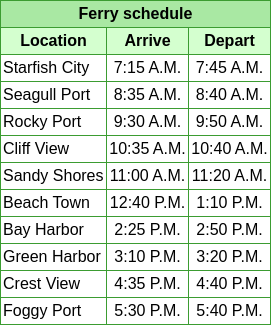 Ferry schedule
Location Arrive Depart
Starfish City 7:15 A.M. 7:45 A.M.
Seagull Port 8:35 A.M. 8:40 A.M.
Rocky Port 9:30 A.M. 9:50 A.M.
Cliff View 10:35 A.M. 10:40 A.M.
Sandy Shores 11:00 A.M. 11:20 A.M.
Beach Town 12:40 P.M. 1:10 P.M.
Bay Harbor 2:25 P.M. 2:50 P.M.
Green Harbor 3:10 P.M. 3:20 P.M.
Crest View 4:35 P.M. 4:40 P.M.
Foggy Port 5:30 P.M. 5:40 P.M.